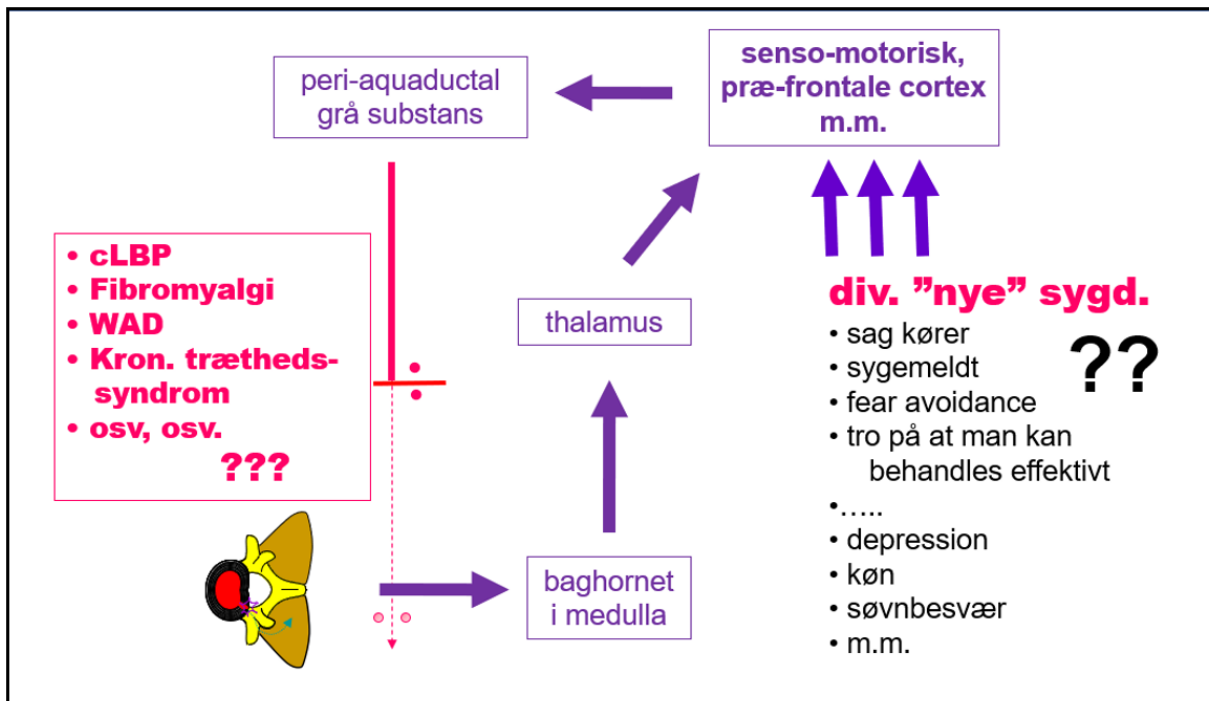 peri-aquaductal
grå substans
senso-motorisk,
præ-frontale cortex
m.m.
• cLBP
• Fibromyalgi
• WAD
• Kron. trætheds-
syndrom
• osv, osv.
???
thalamus
baghornet
i medulla
div. ”nye” sygd.
• sag kører
• sygemeldt
• fear avoidance
• tro på at man kan
behandles effektivt
•…..
• depression
• køn
• søvnbesvær
• m.m.
??